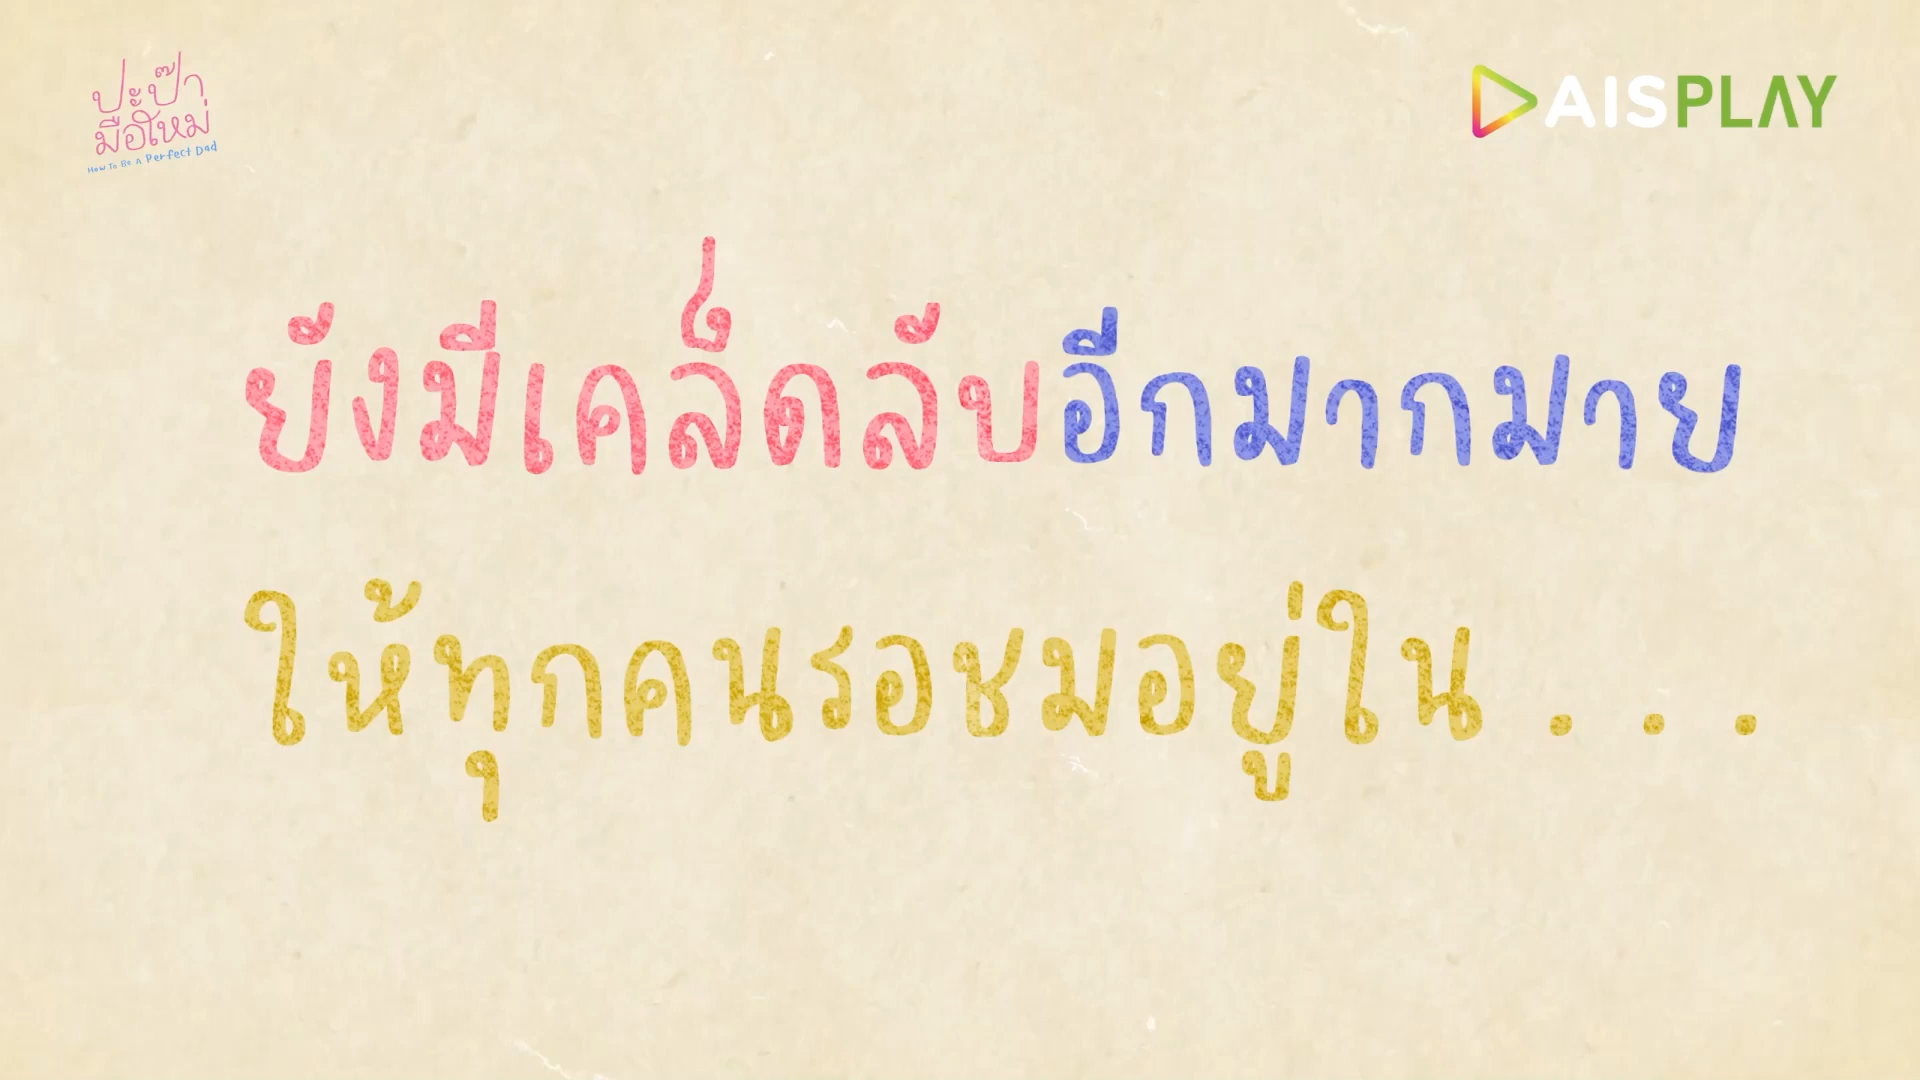 ปะป๊า
มือใหม่
How To Be A Perfect Dad
AISPLAY
ยังมีเคล็ดลับอีกมากมาย
ให้ทุกคนรอชมอยู่ใน . . .